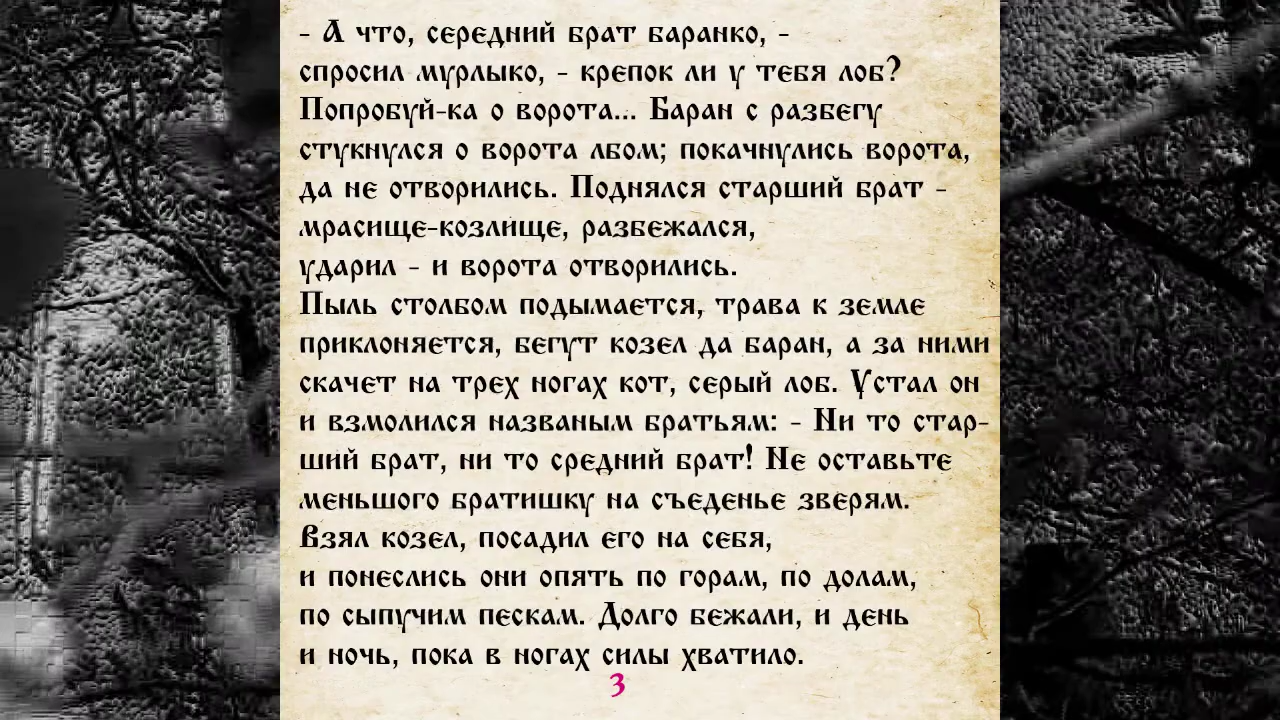 - А что, середний брат баранко, -
спросил мурлыко, - крепок ли у тебя лоб?
Попробуй-ка о ворота... Баран с разбегу
стукнулся о ворота лбом; покачнулись ворота,
да не отворились. Поднялся старший брат -
мрасище-козлище, разбежался,
ударил - и ворота отворились.
Пыль столбом подымается, трава к земле
приклоняется, бегут козел да баран, а за ними
скачет на трех ногах кот, серый лоб. Устал он
и взмолился названым братьям: - Ни то стар-
ший брат, ни то средний брат! Не оставьте
меньшого братишку на съеденье зверям.
Взял козел, посадил его на себя,
и понеслись они опять по горам, по долам,
по сыпучим пескам. Долго бежали, и день
и ночь, пока в ногах силы хватило.
3